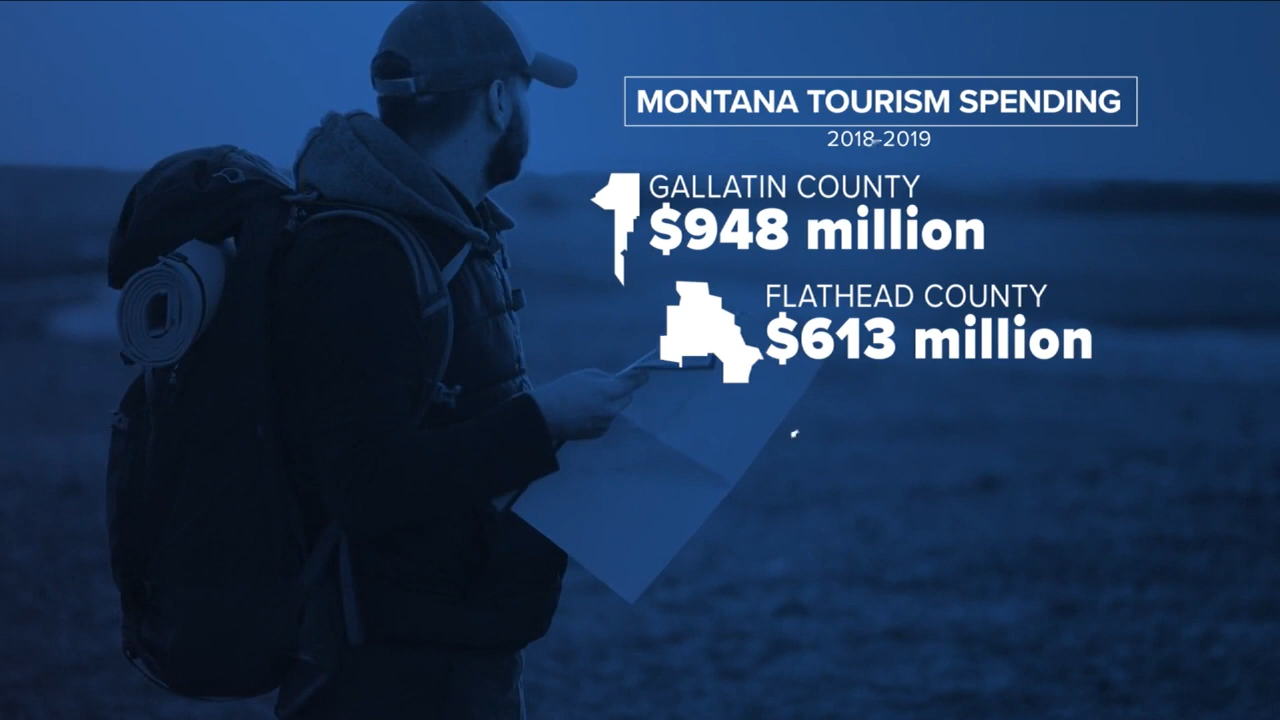 MONTANA TOURISM SPENDING
2018-2019
GALLATIN COUNTY
$948 million
FLATHEAD COUNTY
$613 million